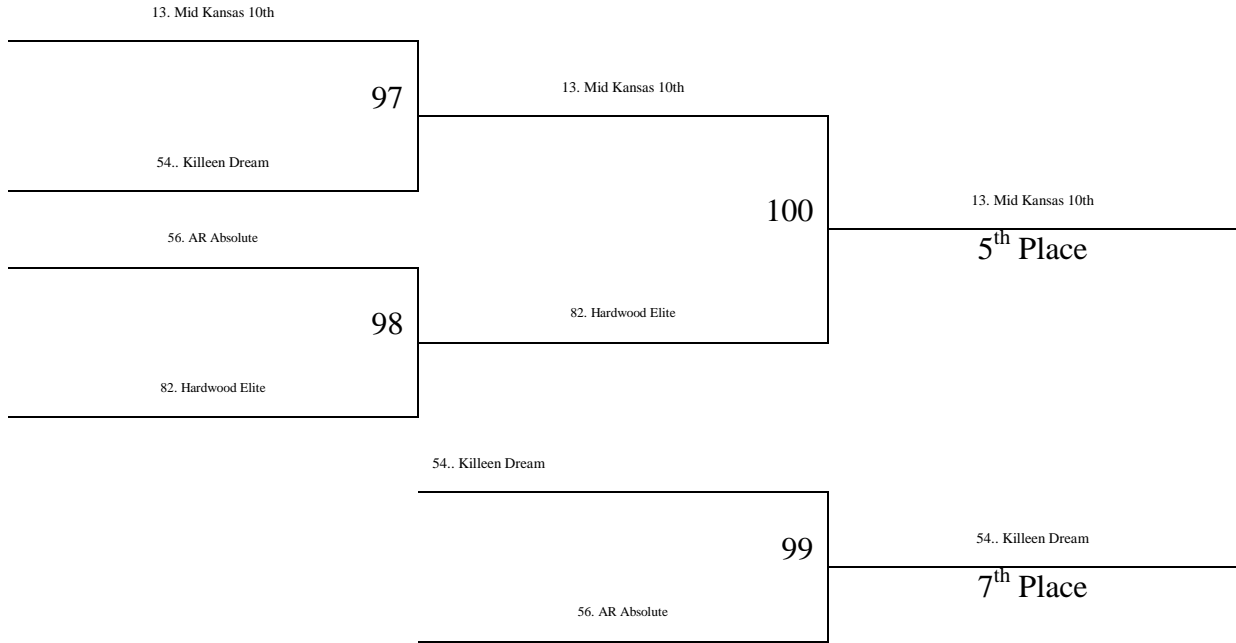 13. Mid Kansas 10th
97
13. Mid Kansas 10th
54.. Killeen Dream
100
13. Mid Kansas 10th
5th Place
56. AR Absolute
98
82. Hardwood Elite
82. Hardwood Elite
54.. Killeen Dream
99
54.. Killeen Dream
7th Place
56. AR Absolute